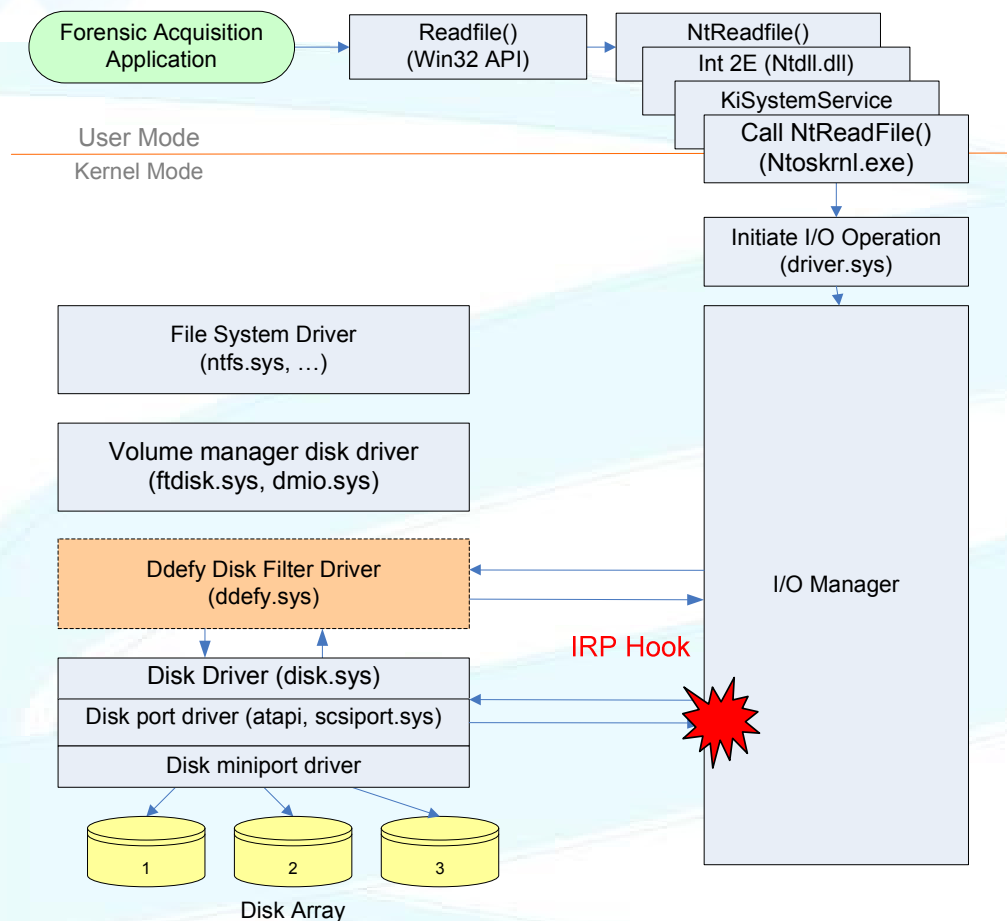 Forensic Acquisition
Application
Readfile()
(Win32 API)
NtReadfile()
Int 2E (Ntdll.dll)
KiSystemService
Call NtReadFile()
(Ntoskrnl.exe)
User Mode
Kernel Mode
Initiate I/O Operation
(driver.sys)
File System Driver
(ntfs.sys, …)
Volume manager disk driver
(ftdisk.sys, dmio.sys)
Ddefy Disk Filter Driver
(ddefy.sys)
I/O Manager
IRP Hook
Disk Driver (disk.sys)
Disk port driver (atapi, scsiport.sys)
Disk miniport driver
1
2
3
Disk Array